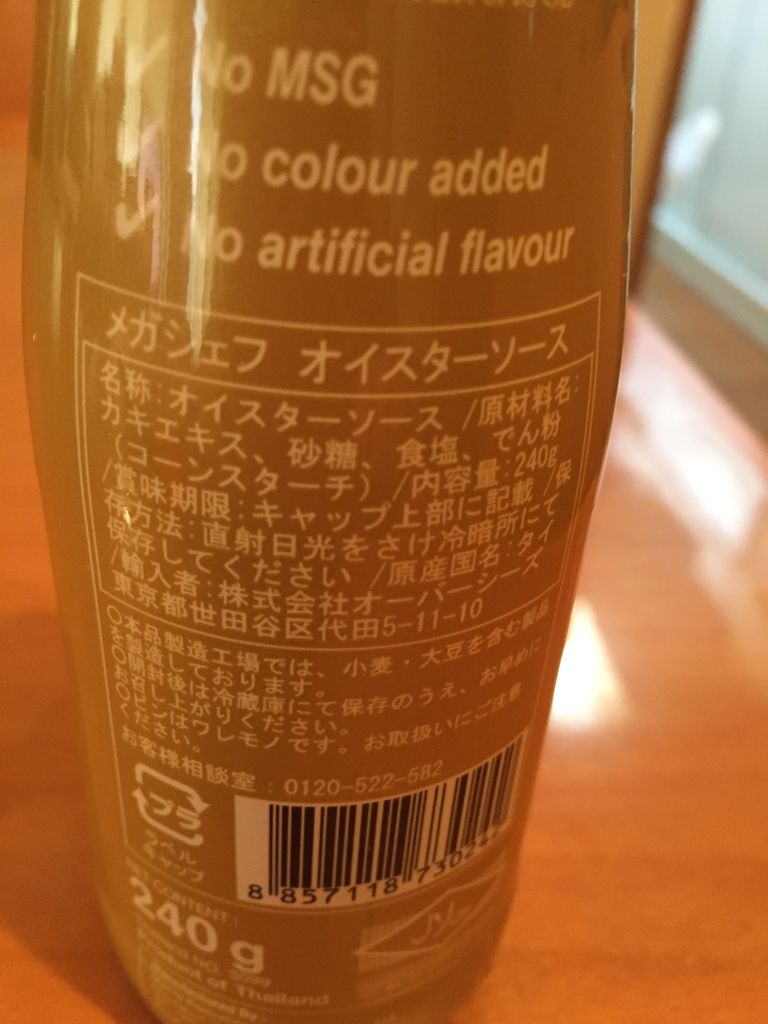 No MSG
No colour added
No artificial flavour
メガシェフ オイスターソース
名称:オイスターソース /原材料名:
カキエキス、砂糖、食塩、でん粉
(コーンスターチ) /内容量:240g
/賞味期限:キャップ上部に記載 /保
存方法:直射日光をさけ冷暗所にて
保存してください /原産国名:タイ
/輸入者:株式会社オーバーシーズ
東京都世田谷区代田5-11-10
○本品製造工場では、小麦・大豆を含む製品
を製造しております。
○開封後は冷蔵庫にて保存のうえ、お早めに
お召し上がりください。
○ビンはワレモノです。お取扱いにご注意
ください。
お客様相談室:0120-522-582
プラ
ラベル
キャップ
8 857118 73024
NET CONTENT:
240 g
Product of Thailand
Manufactured By: